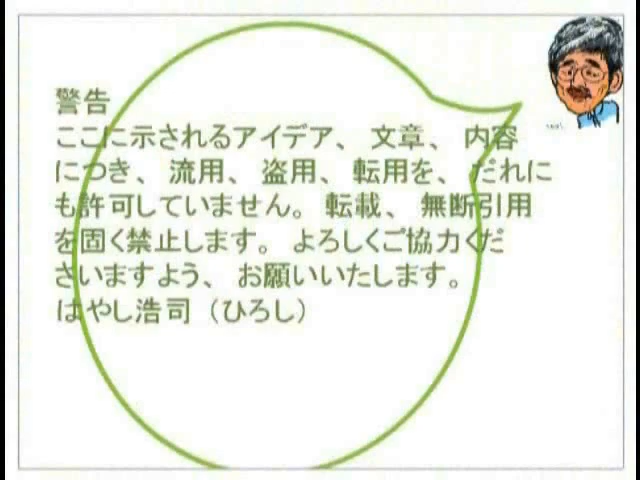 警告
ここに示されるアイデア、文章、内容
につき、流用、盗用、転用を、だれに
も許可していません。転載、無断引用
を固く禁止します。よろしくご協力くだ
さいますよう、お願いいたします。
はやし浩司（ひろし）